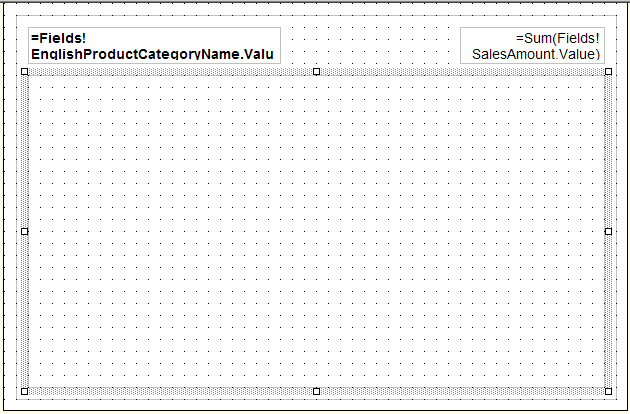 =Fields!
EnglishProductCategoryName.Valu
=Sum(Fields!
SalesAmount.Value)